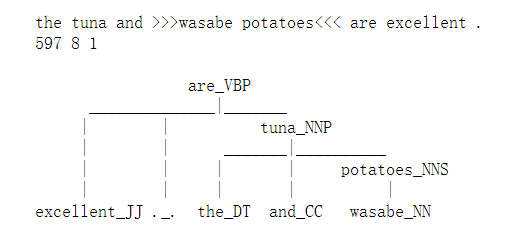 the tuna and >>>wasabe potatoes<<< are excellent .
597 8 1
are_VBP
tuna_NNP
potatoes_NNS
excellent_JJ ._. the_DT and_CC wasabe_NN